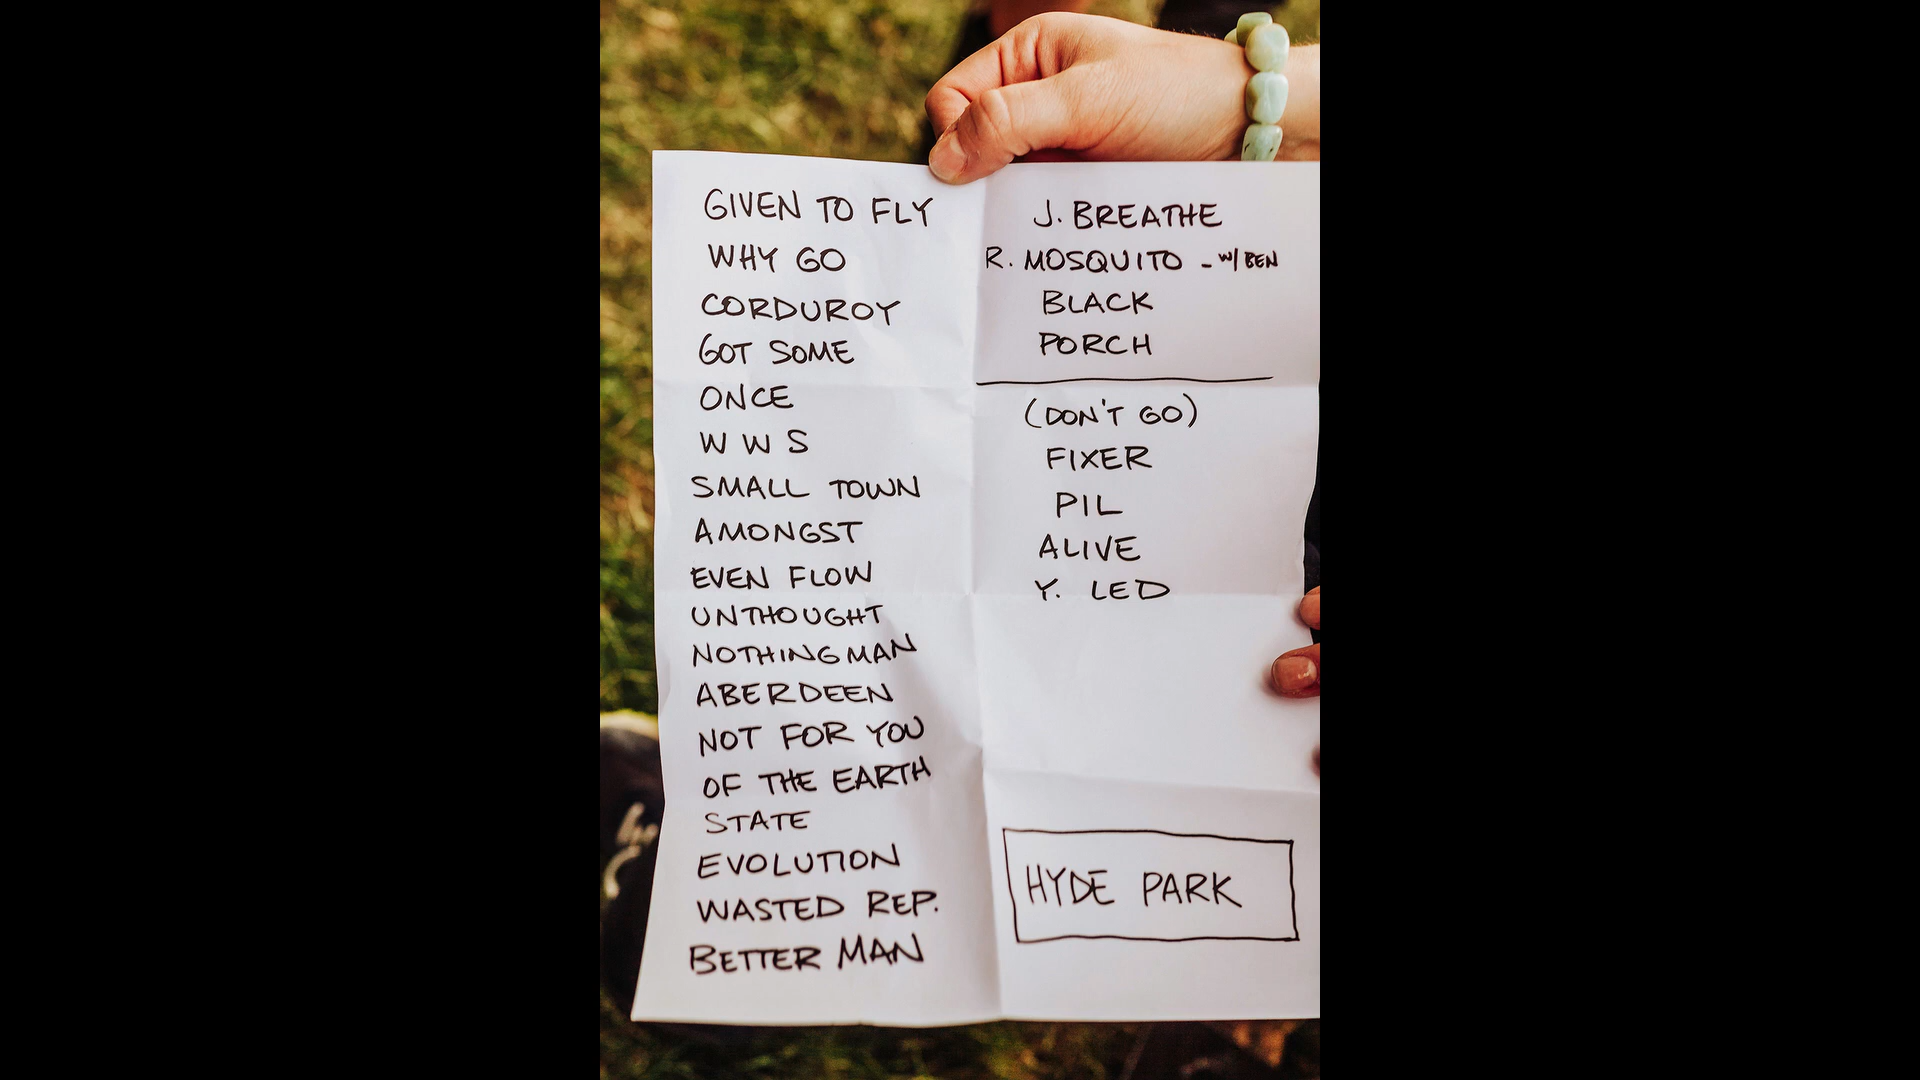 GIVEN TO FLY
WHY GO
CORDUROY
GOT SOME
ONCE
W W S
SMALL TOWN
AMONGST
EVEN FLOW
UNTHOUGHT
NOTHINGMAN
ABERDEEN
NOT FOR YOU
OF THE EARTH
STATE
EVOLUTION
WASTED REP.
BETTER MAN
J. BREATHE
R. MOSQUITO - W/ BEN
BLACK
PORCH
(DON'T GO)
FIXER
PIL
ALIVE
Y. LED
HYDE PARK